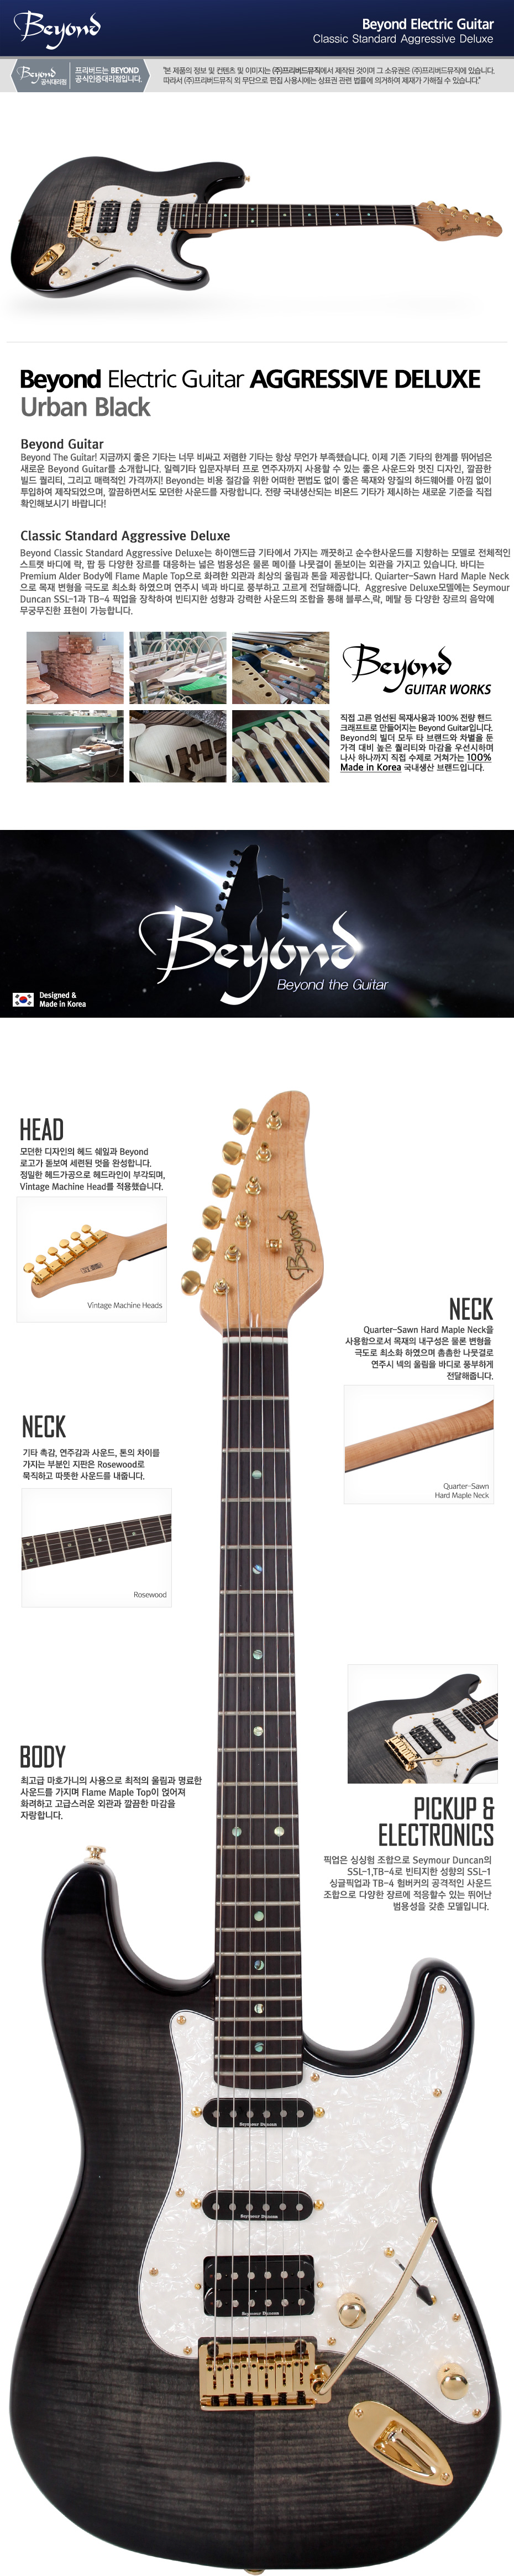 Beyond
Beyond Electric Guitar
Classic Standard Aggressive Deluxe
Beyond 공식대리점
프리버드는 BEYOND
공식인증대리점입니다.
"본 제품의 정보 및 컨텐츠 및 이미지는 (주)프리버드뮤직에서 제작된 것이며 그 소유권은 (주)프리버드뮤직에 있습니다.
따라서 (주)프리버드뮤직 외 무단으로 편집 사용시에는 상표권 관련 법률에 의거하여 제재가 가해질 수 있습니다."
Beyond
Beyond Electric Guitar AGGRESSIVE DELUXE
Urban Black
Beyond Guitar
Beyond The Guitar! 지금까지 좋은 기타는 너무 비싸고 저렴한 기타는 항상 무언가 부족했습니다. 이제 기존 기타의 한계를 뛰어넘은
새로운 Beyond Guitar를 소개합니다. 일렉기타 입문자부터 프로 연주자까지 사용할 수 있는 좋은 사운드와 멋진 디자인, 깔끔한
빌드 퀄리티, 그리고 매력적인 가격까지! Beyond는 비용 절감을 위한 어떠한 편법도 없이 좋은 목재와 양질의 하드웨어를 아낌 없이
투입하여 제작되었으며, 깔끔하면서도 모던한 사운드를 자랑합니다. 전량 국내생산되는 비욘드 기타가 제시하는 새로운 기준을 직접
확인해보시기 바랍니다!
Classic Standard Aggressive Deluxe
Beyond Classic Standard Aggressive Deluxe는 하이앤드급 기타에서 가지는 깨끗하고 순수한사운드를 지향하는 모델로 전체적인
스트랫 바디에 락, 팝 등 다양한 장르를 대응하는 넓은 범용성은 물론 메이플 나뭇결이 돋보이는 외관을 가지고 있습니다. 바디는
Premium Alder Body에 Flame Maple Top으로 화려한 외관과 최상의 울림과 톤을 제공합니다. Quiarter-Sawn Hard Maple Neck
으로 목재 변형을 극도로 최소화 하였으며 연주시 넥과 바디로 풍부하고 고르게 전달해줍니다. Aggresive Deluxe모델에는 Seymour
Duncan SSL-1과 TB-4 픽업을 장착하여 빈티지한 성향과 강력한 사운드의 조합을 통해 블루스,락, 메탈 등 다양한 장르의 음악에
무궁무진한 표현이 가능합니다.
Beyond
GUITAR WORKS
직접 고른 엄선된 목재사용과 100% 전량 핸드
크래프트로 만들어지는 Beyond Guitar입니다.
Beyond의 빌더 모두 타 브랜드와 차별을 둔
가격 대비 높은 퀄리티와 마감을 우선시하며
나사 하나까지 직접 수제로 거쳐가는 100%
Made in Korea 국내생산 브랜드입니다.
Beyond
Beyond the Guitar
Designed &
Made in Korea
HEAD
모던한 디자인의 헤드 쉐잎과 Beyond
로고가 돋보여 세련된 멋을 완성합니다.
정밀한 헤드가공으로 헤드라인이 부각되며,
Vintage Machine Head를 적용했습니다.
Vintage Machine Heads
Beyond
NECK
Quarter-Sawn Hard Maple Neck을
사용함으로서 목재의 내구성은 물론 변형을
극도로 최소화 하였으며 촘촘한 나뭇결로
연주시 넥의 울림을 바디로 풍부하게
전달해줍니다.
Quarter-Sawn
Hard Maple Neck
NECK
기타 촉감, 연주감과 사운드, 톤의 차이를
가지는 부분인 지판은 Rosewood로
묵직하고 따뜻한 사운드를 내줍니다.
Rosewood
BODY
최고급 마호가니의 사용으로 최적의 울림과 명료한
사운드를 가지며 Flame Maple Top이 얹어져
화려하고 고급스러운 외관과 깔끔한 마감을
자랑합니다.
PICKUP &
ELECTRONICS
픽업은 싱싱험 조합으로 Seymour Duncan의
SSL-1,TB-4로 빈티지한 성향의 SSL-1
싱글픽업과 TB-4 험버커의 공격적인 사운드
조합으로 다양한 장르에 적응할수 있는 뛰어난
범용성을 갖춘 모델입니다.
Seymour Duncan
Seymour Duncan
Seymour Duncan